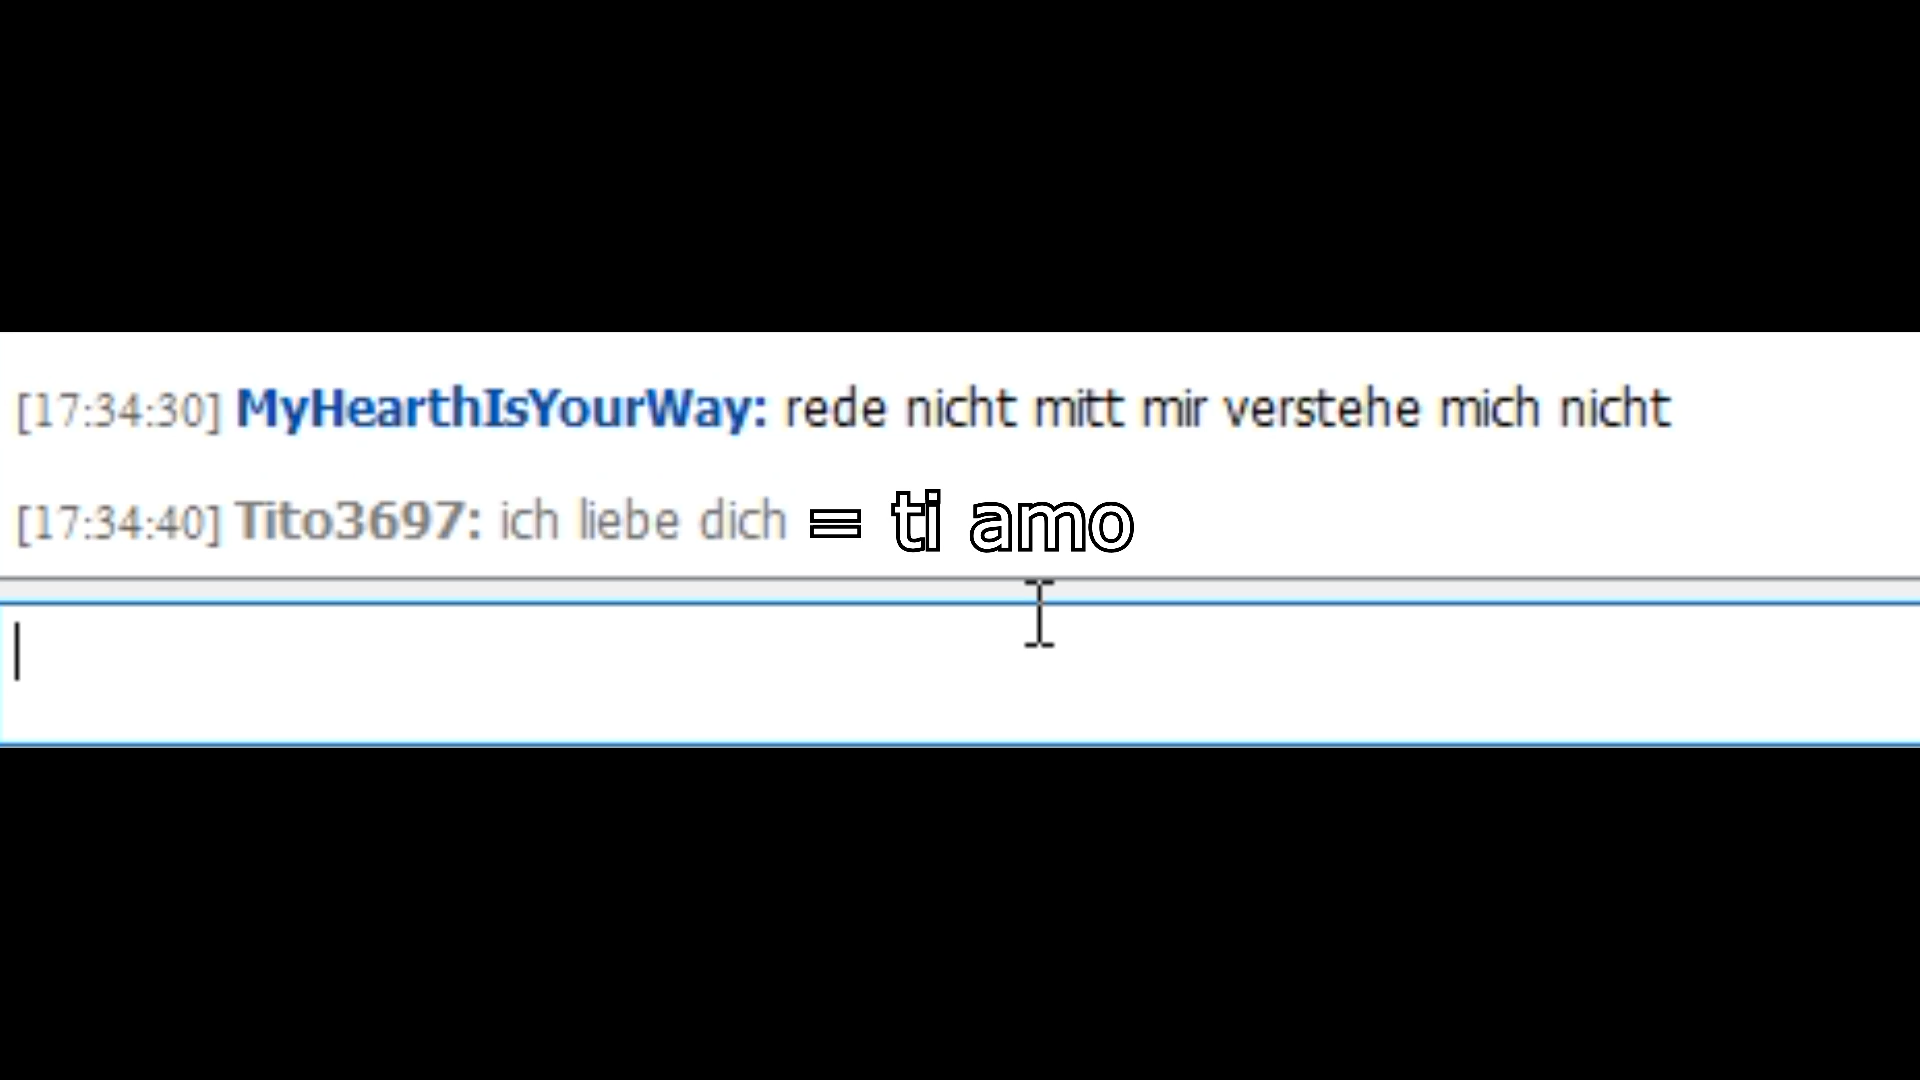 [17:34:30] MyHearthIsYourWay: rede nicht mitt mir verstehe mich nicht
[17:34:40] Tito3697: ich liebe dich = ti amo